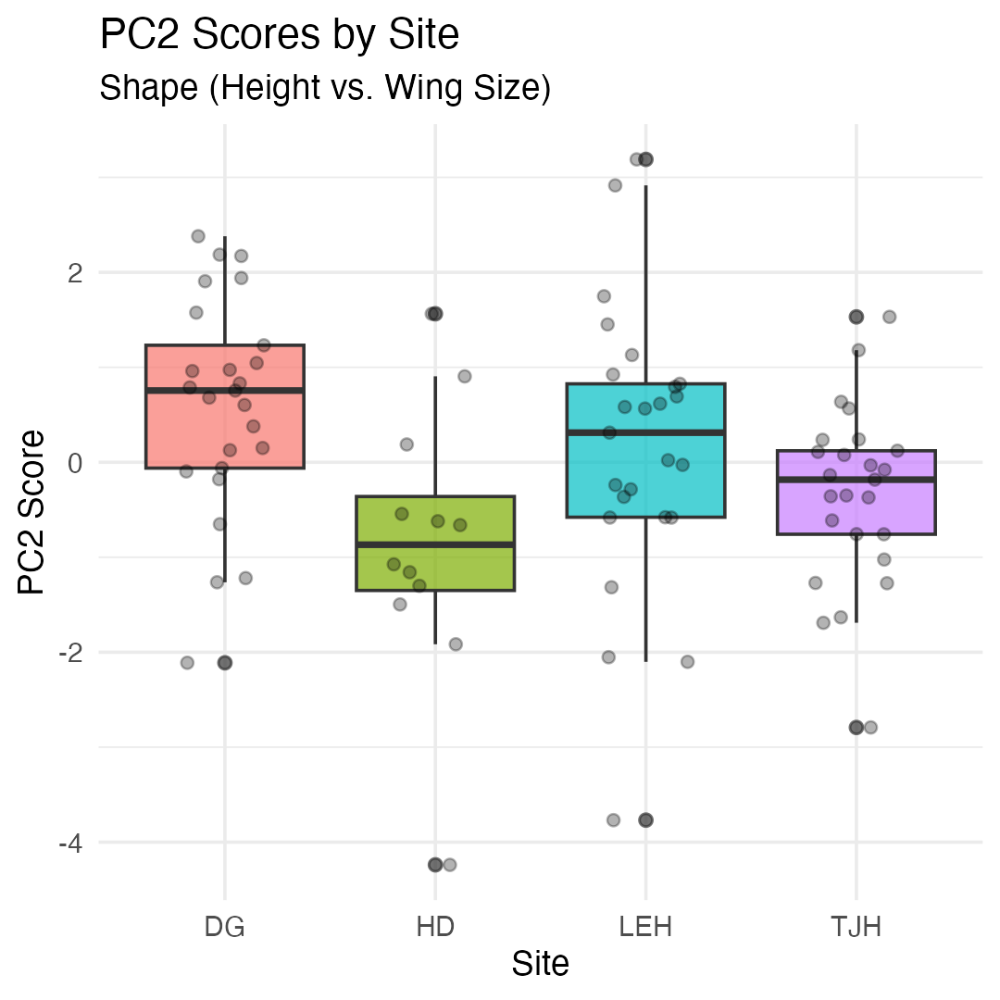 PC2 Scores by Site
Shape (Height vs. Wing Size)
PC2 Score
2
0
-2
-4
DG HD LEH TJH
Site